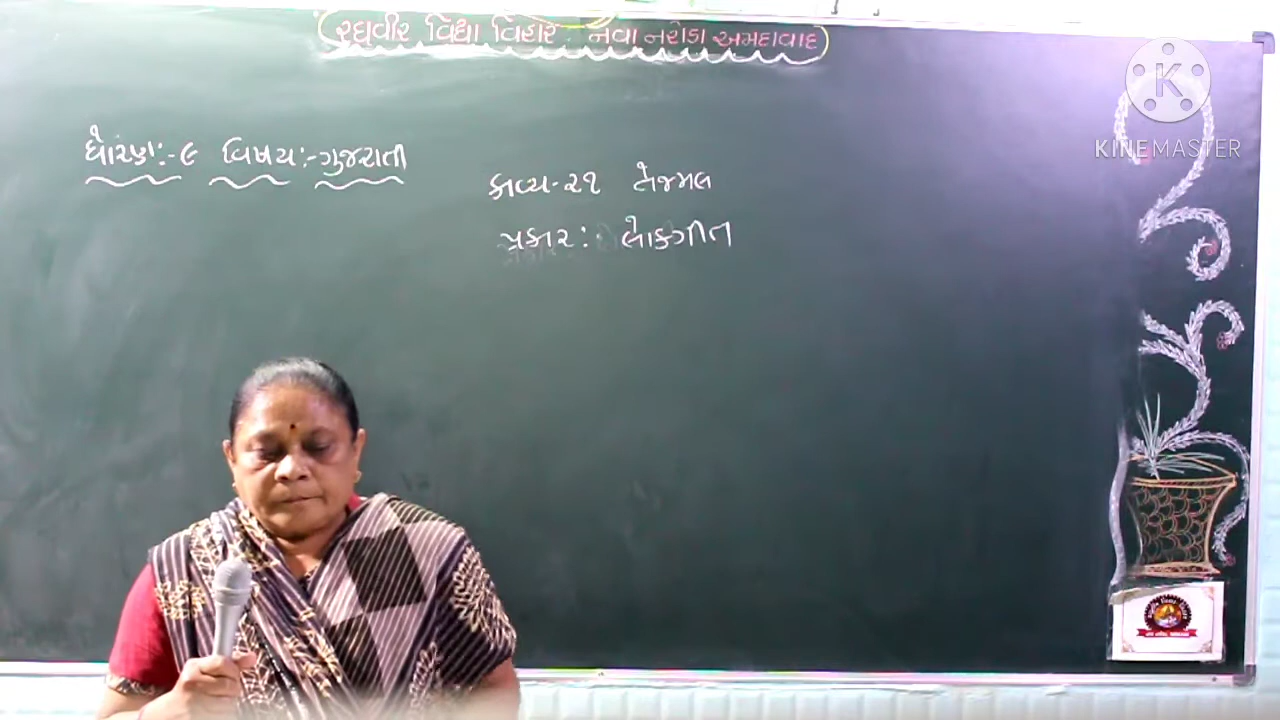 રઘુવીર વિદ્યા વિહાર : નવા નરોડા અમદાવાદ
K
KINEMASTER
ધોરણ:-૯ વિષય:-ગુજરાતી
કાવ્ય-૨૧ તેજમલ
પ્રકાર: લોકગીત